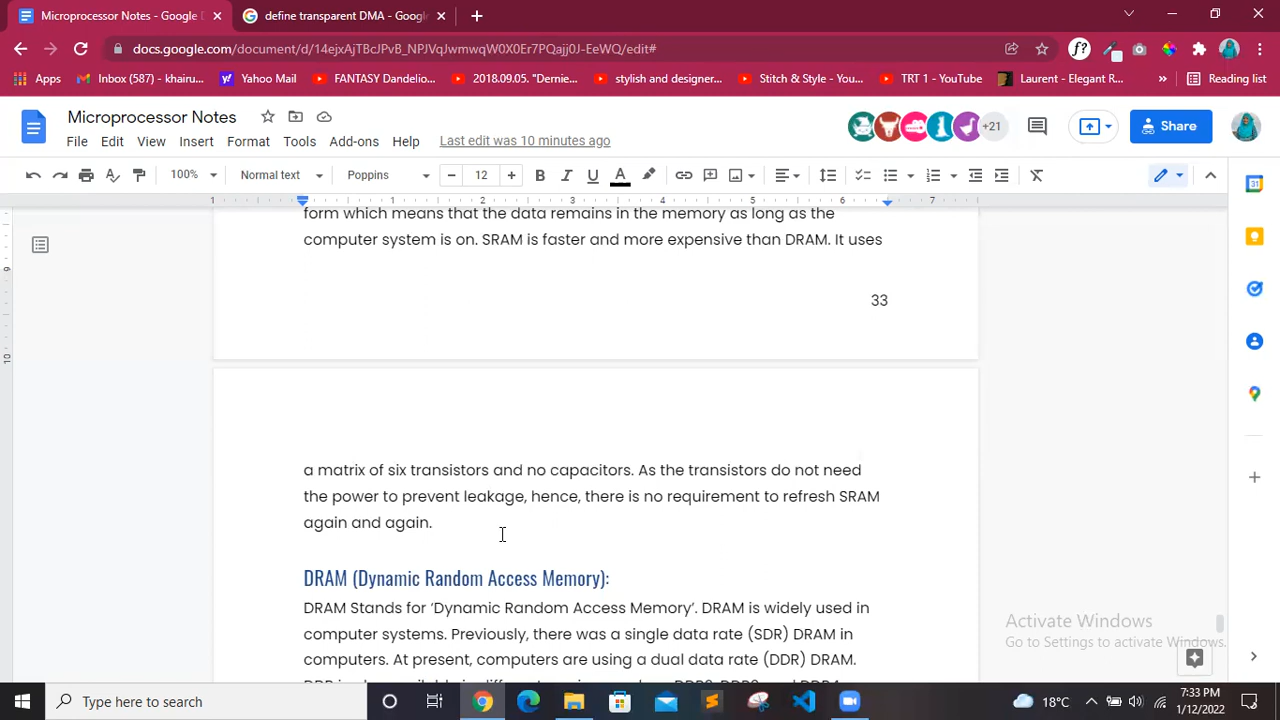 Microprocessor Notes - Google D
define transparent DMA - Google
docs.google.com/document/d/14ejxAjTBcJPvB_NPJVqJwmwqW0X0Er7PQajj0J-EeWQ/edit#
Apps
Inbox (587) - khairu...
Yahoo Mail
FANTASY Dandelio...
2018.09.05. "Dernie...
stylish and designer...
Stitch & Style - You...
TRT 1 - YouTube
Laurent - Elegant R...
»
Reading list
Microprocessor Notes
+21
Share
File Edit View Insert Format Tools Add-ons Help Last edit was 10 minutes ago
100% Normal text Poppins 12 B I U A
1 1 2 3 4 5 6 7
form which means that the data remains in the memory as long as the
computer system is on. SRAM is faster and more expensive than DRAM. It uses
33
a matrix of six transistors and no capacitors. As the transistors do not need
the power to prevent leakage, hence, there is no requirement to refresh SRAM
again and again.
DRAM (Dynamic Random Access Memory):
DRAM Stands for ‘Dynamic Random Access Memory’. DRAM is widely used in
computer systems. Previously, there was a single data rate (SDR) DRAM in
computers. At present, computers are using a dual data rate (DDR) DRAM.
Activate Windows
Go to Settings to activate Windows.
Type here to search
18°C
7:33 PM
1/12/2022